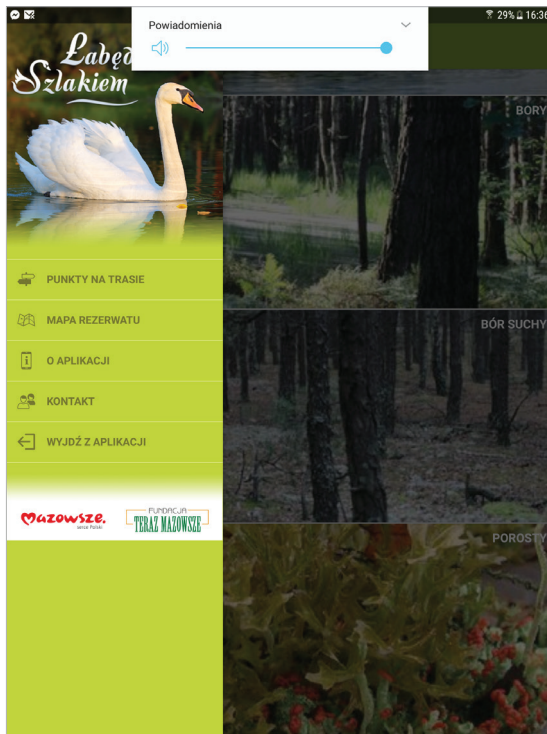 29% 16:36
Powiadomienia
Szlakiem
BORY
PUNKTY NA TRASIE
MAPA REZERWATU
BÓR SUCHY
O APLIKACJI
KONTAKT
WYJDŹ Z APLIKACJI
mazowsze.
serce Polski
FUNDACJA
TERAZ MAZOWSZE
POROSTY